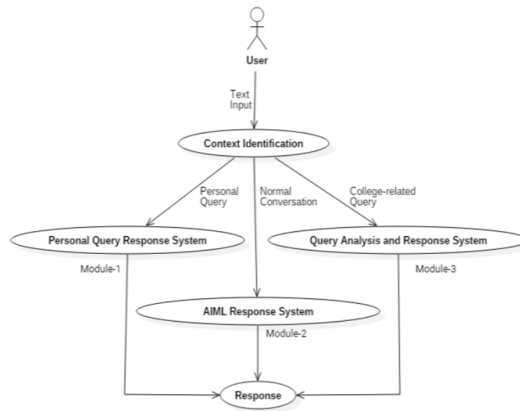 User
Text
Input
Context Identification
Personal
Query
Normal
Conversation
College-related
Query
Personal Query Response System
Query Analysis and Response System
Module-1
Module-3
AIML Response System
Module-2
Response